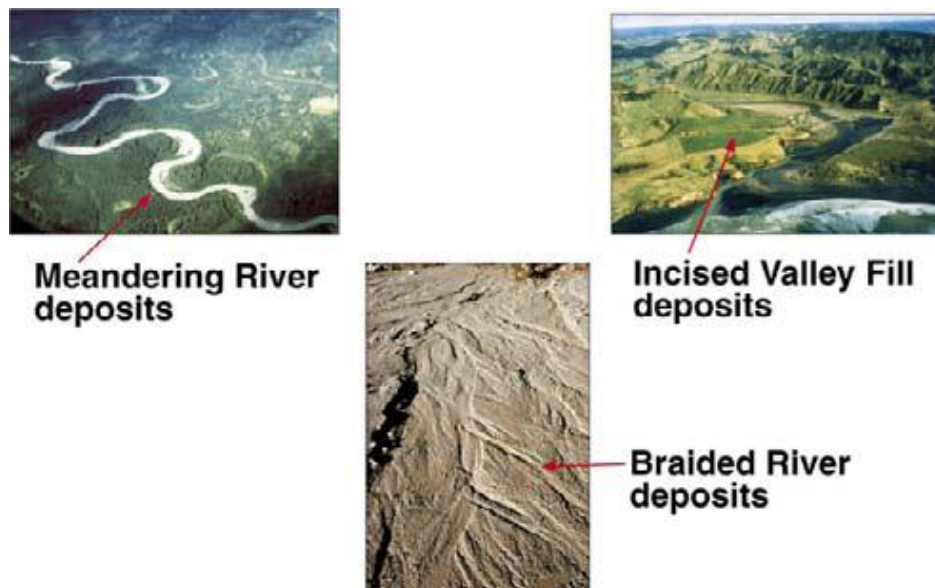 Meandering River
deposits
Incised Valley Fill
deposits
Braided River
deposits